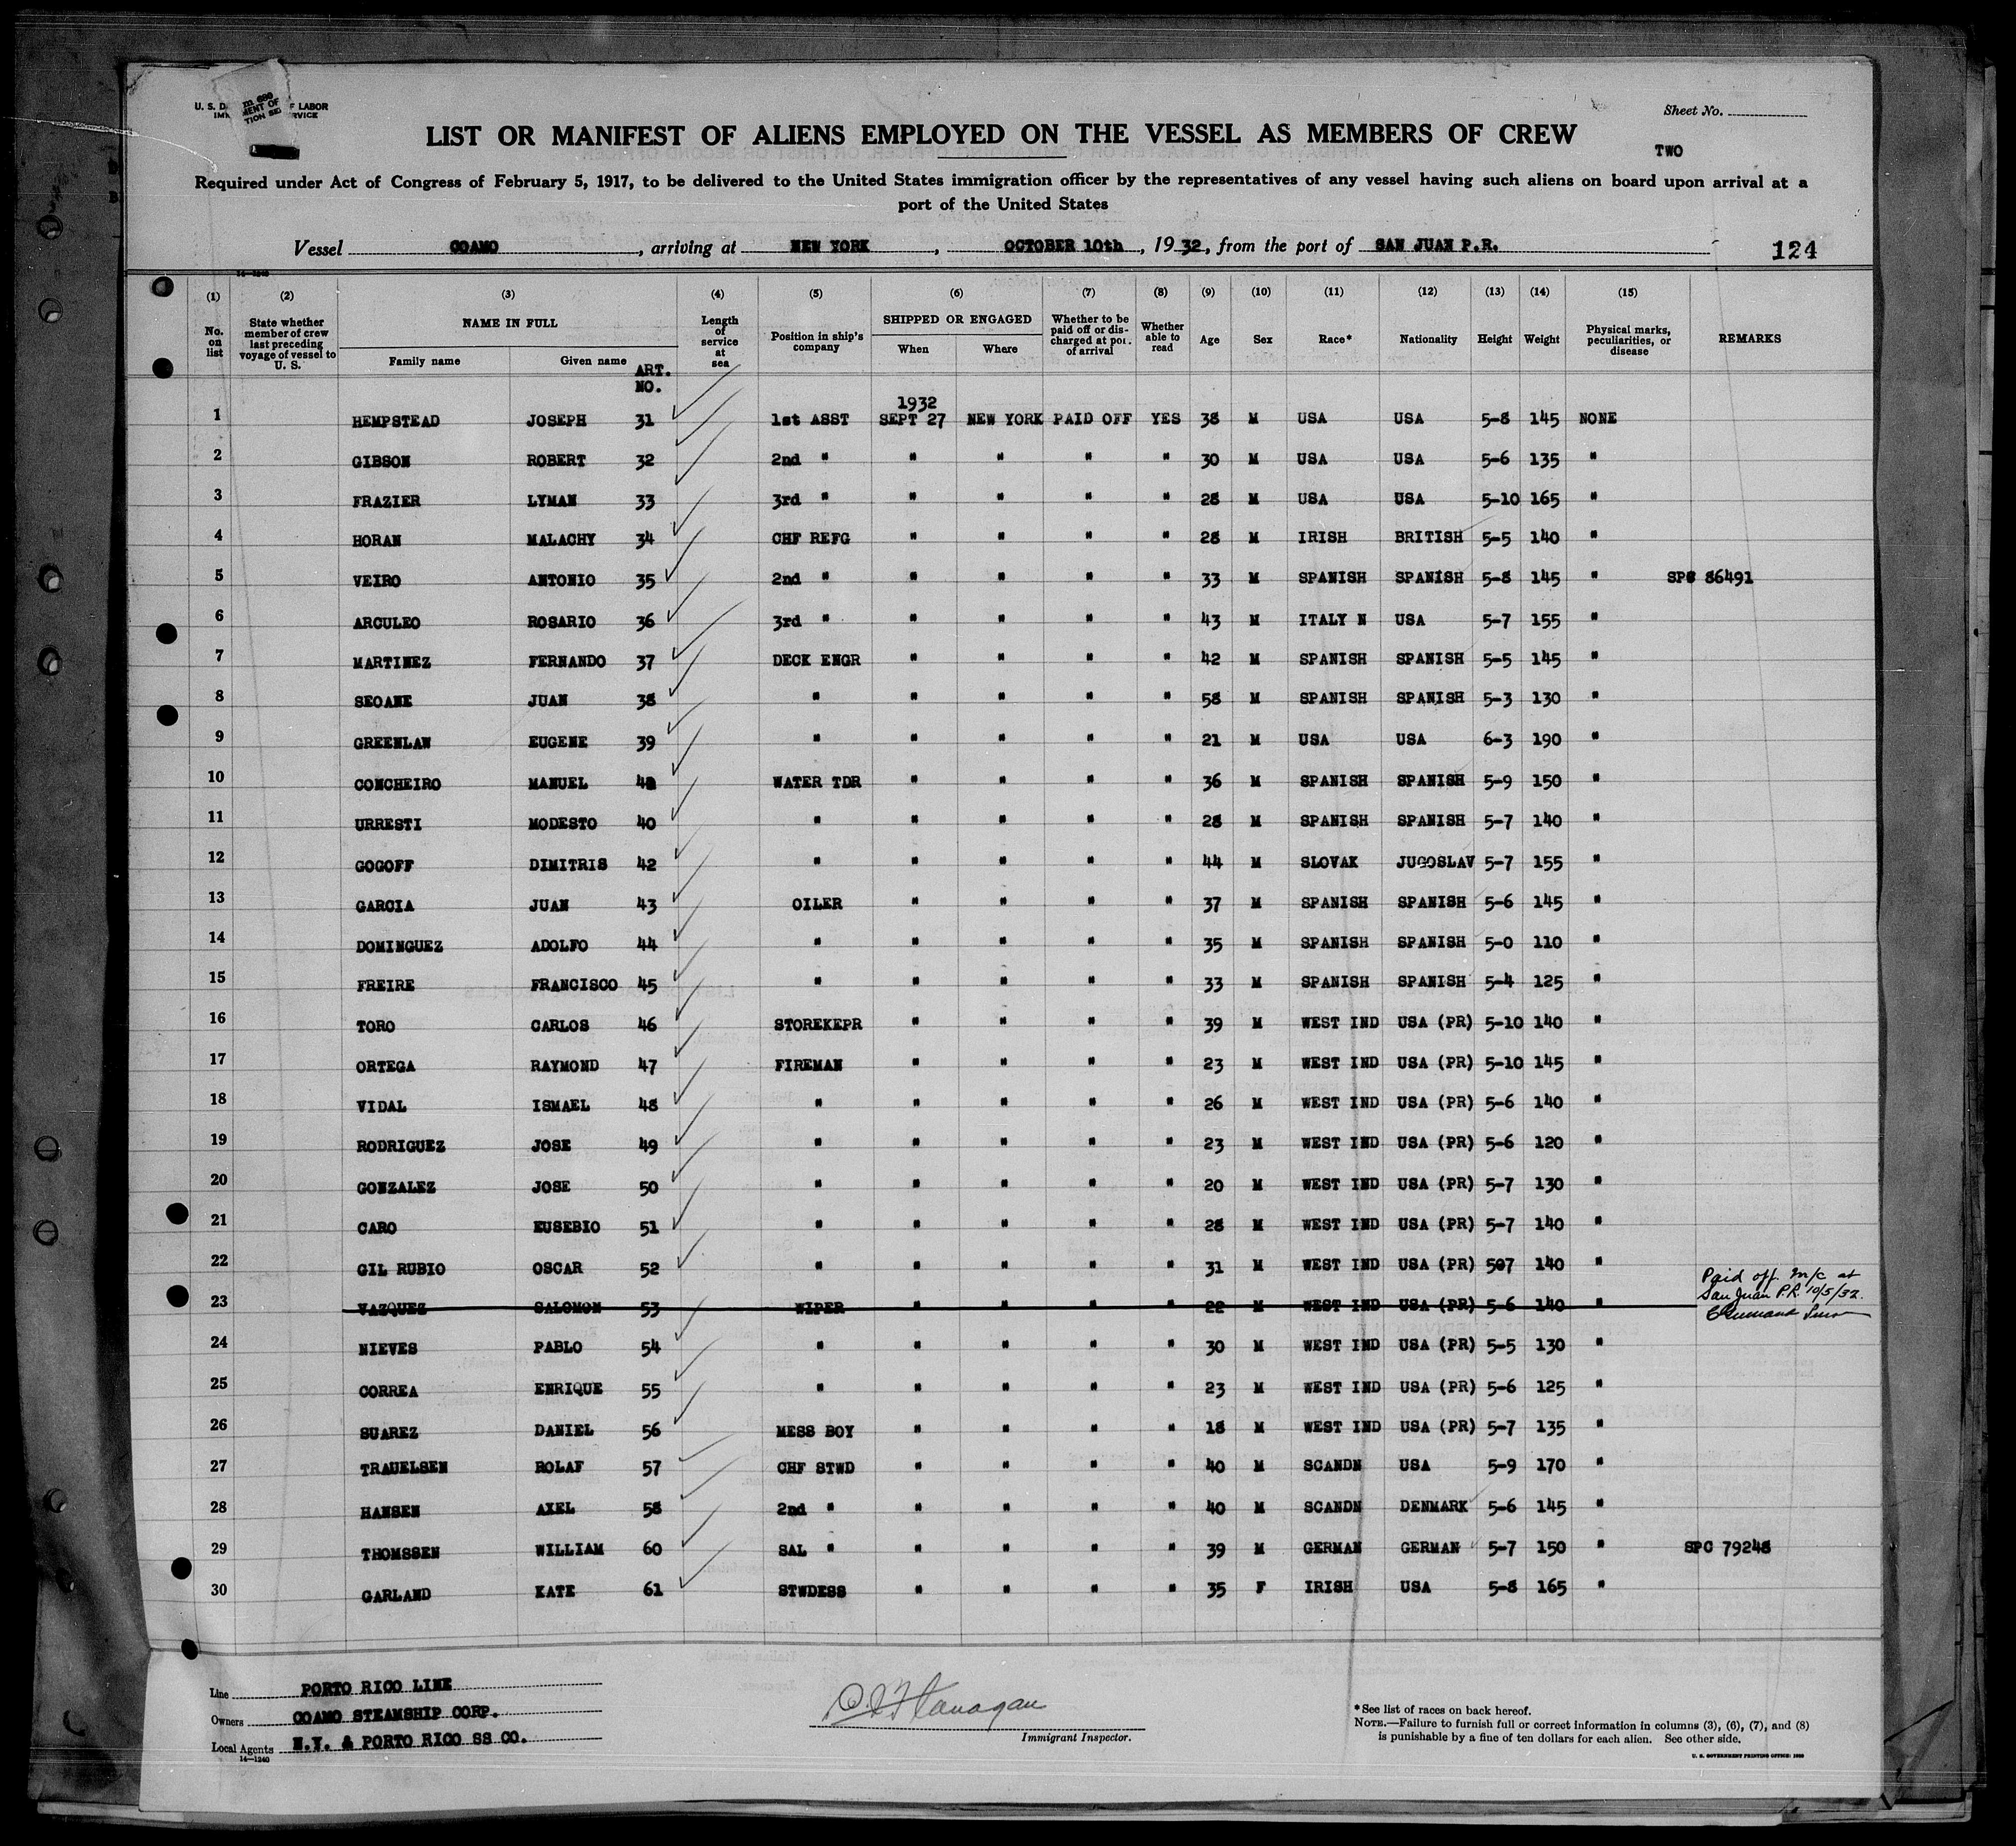 U. S. D F LABOR
IM RVICE
m 680
MENT OF
TION SE
Sheet No.
LIST OR MANIFEST OF ALIENS EMPLOYED ON THE VESSEL AS MEMBERS OF CREW
TWO
Required under Act of Congress of February 5, 1917, to be delivered to the United States immigration officer by the representatives of any vessel having such aliens on board upon arrival at a
port of the United States
Vessel COAMO, arriving at NEW YORK, OCTOBER 10th, 1932, from the port of SAN JUAN P.R.
124
14-1240
(1) (2) (3) (4) (5) (6) (7) (8) (9) (10) (11) (12) (13) (14) (15)
No. on list State whether member of crew last preceding voyage of vessel to U. S. NAME IN FULL Family name Given name Length of service at sea Position in ship's company SHIPPED OR ENGAGED When Where Whether to be paid off or discharged at port of arrival Whether able to read Age Sex Race* Nationality Height Weight Physical marks, peculiarities, or disease REMARKS
ART.
NO.
1932
1 HEMPSTEAD JOSEPH 31 1st ASST SEPT 27 NEW YORK PAID OFF YES 38 M USA USA 5-8 145 NONE
2 GIBSON ROBERT 32 2nd " " " " " 30 M USA USA 5-6 135 "
3 FRAZIER LYMAN 33 3rd " " " " " 28 M USA USA 5-10 165 "
4 HORAN MALACHY 34 CHF REFG " " " " 28 M IRISH BRITISH 5-5 140 "
5 VEIRO ANTONIO 35 2nd " " " " " 33 M SPANISH SPANISH 5-8 145 " SPC 86491
6 ARCULEO ROSARIO 36 3rd " " " " " 43 M ITALY N USA 5-7 155 "
7 MARTINEZ FERNANDO 37 DECK ENGR " " " " 42 M SPANISH SPANISH 5-5 145 "
8 SEOANE JUAN 38 " " " " " 58 M SPANISH SPANISH 5-3 130 "
9 GREENLAW EUGENE 39 " " " " " 21 M USA USA 6-3 190 "
10 CONCHEIRO MANUEL WATER TDR " " " " 36 M SPANISH SPANISH 5-9 150 "
11 URRESTI MODESTO 40 " " " " " 28 M SPANISH SPANISH 5-7 140 "
12 GOGOFF DIMITRIS 42 " " " " " 44 M SLOVAK JUGOSLAV 5-7 155 "
13 GARCIA JUAN 43 OILER " " " " 37 M SPANISH SPANISH 5-6 145 "
14 DOMINGUEZ ADOLFO 44 " " " " " 35 M SPANISH SPANISH 5-0 110 "
15 FREIRE FRANCISCO 45 " " " " " 33 M SPANISH SPANISH 5-4 125 "
16 TORO CARLOS 46 STOREKEPR " " " " 39 M WEST IND USA (PR) 5-10 140 "
17 ORTEGA RAYMOND 47 FIREMAN " " " " 23 M WEST IND USA (PR) 5-10 145 "
18 VIDAL ISMAEL 48 " " " " " 26 M WEST IND USA (PR) 5-6 140 "
19 RODRIGUEZ JOSE 49 " " " " " 23 M WEST IND USA (PR) 5-6 120 "
20 GONZALEZ JOSE 50 " " " " " 20 M WEST IND USA (PR) 5-7 130 "
21 CARO EUSEBIO 51 " " " " " 28 M WEST IND USA (PR) 5-7 140 "
22 GIL RUBIO OSCAR 52 " " " " " 31 M WEST IND USA (PR) 507 140 "
23 VAZQUEZ SALOMON 53 WIPER " " " " 22 M WEST IND USA (PR) 5-6 140 " Paid off m/c at
San Juan P.R. 10/5/32.
24 NIEVES PABLO 54 " " " " " 30 M WEST IND USA (PR) 5-5 130 "
25 CORREA ENRIQUE 55 " " " " " 23 M WEST IND USA (PR) 5-6 125 "
26 SUAREZ DANIEL 56 MESS BOY " " " " 18 M WEST IND USA (PR) 5-7 135 "
27 TRAUELSEN ROLAF 57 CHF STWD " " " " 40 M SCANDN USA 5-9 170 "
28 HANSEN AXEL 58 2nd " " " " " 40 M SCANDN DENMARK 5-6 145 "
29 THOMSSEN WILLIAM 60 SAL " " " " " 39 M GERMAN GERMAN 5-7 150 " SPC 79248
30 GARLAND KATE 61 STWDESS " " " " 35 F IRISH USA 5-8 165 "
Line PORTO RICO LINE
Owners COAMO STEAMSHIP CORP.
Local Agents N.Y. & PORTO RICO SS CO.
14-1240
Flanagan
Immigrant Inspector.
*See list of races on back hereof.
NOTE.—Failure to furnish full or correct information in columns (3), (6), (7), and (8)
is punishable by a fine of ten dollars for each alien. See other side.
U. S. GOVERNMENT PRINTING OFFICE: 1930